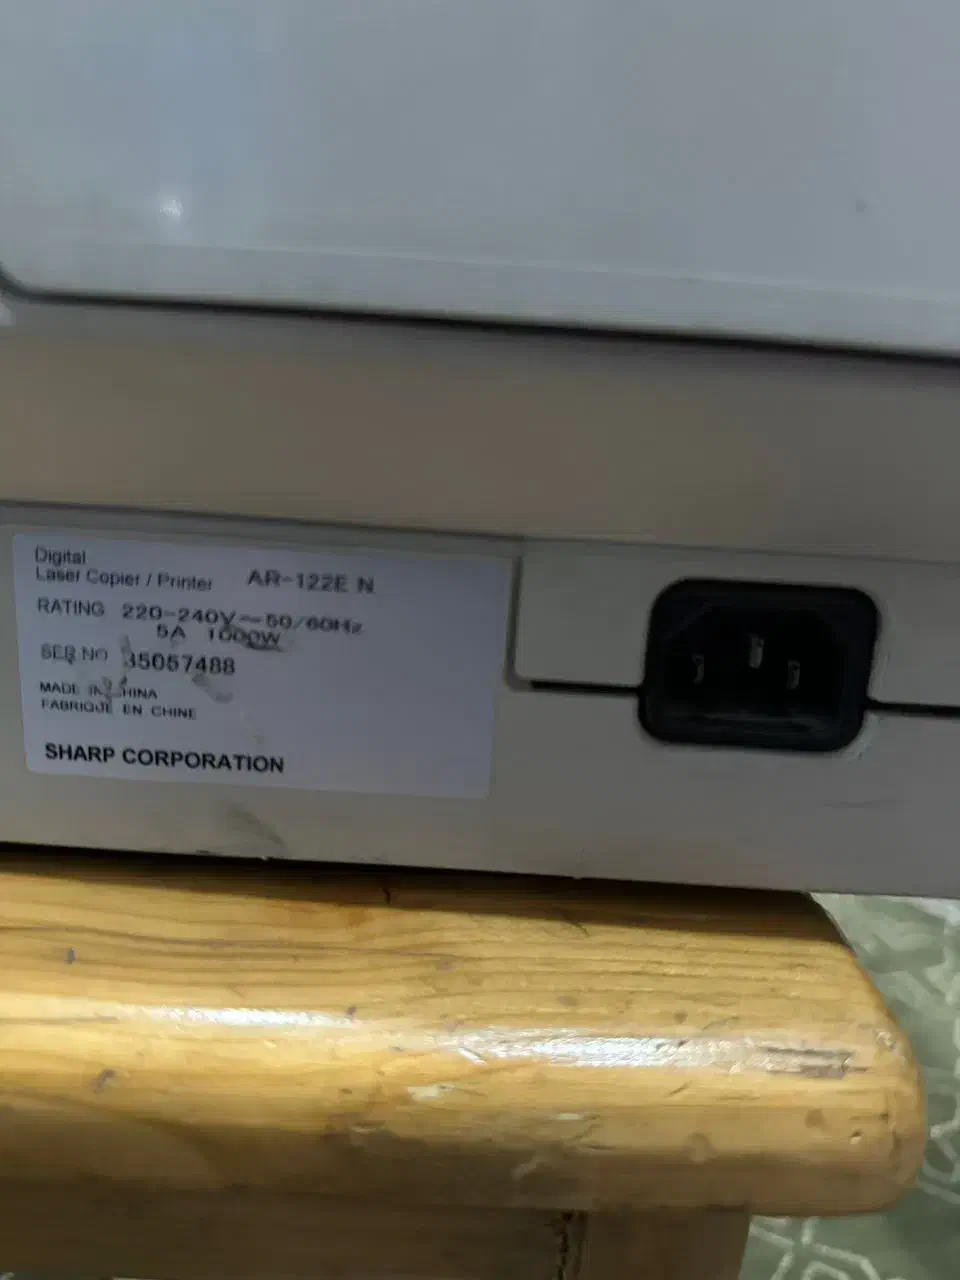 Digital
Laser Copier / Printer AR-122E N
RATING 220-240V～50/60Hz
5A 1000W
SER.NO 35057488
MADE IN CHINA
FABRIQUE EN CHINE
SHARP CORPORATION